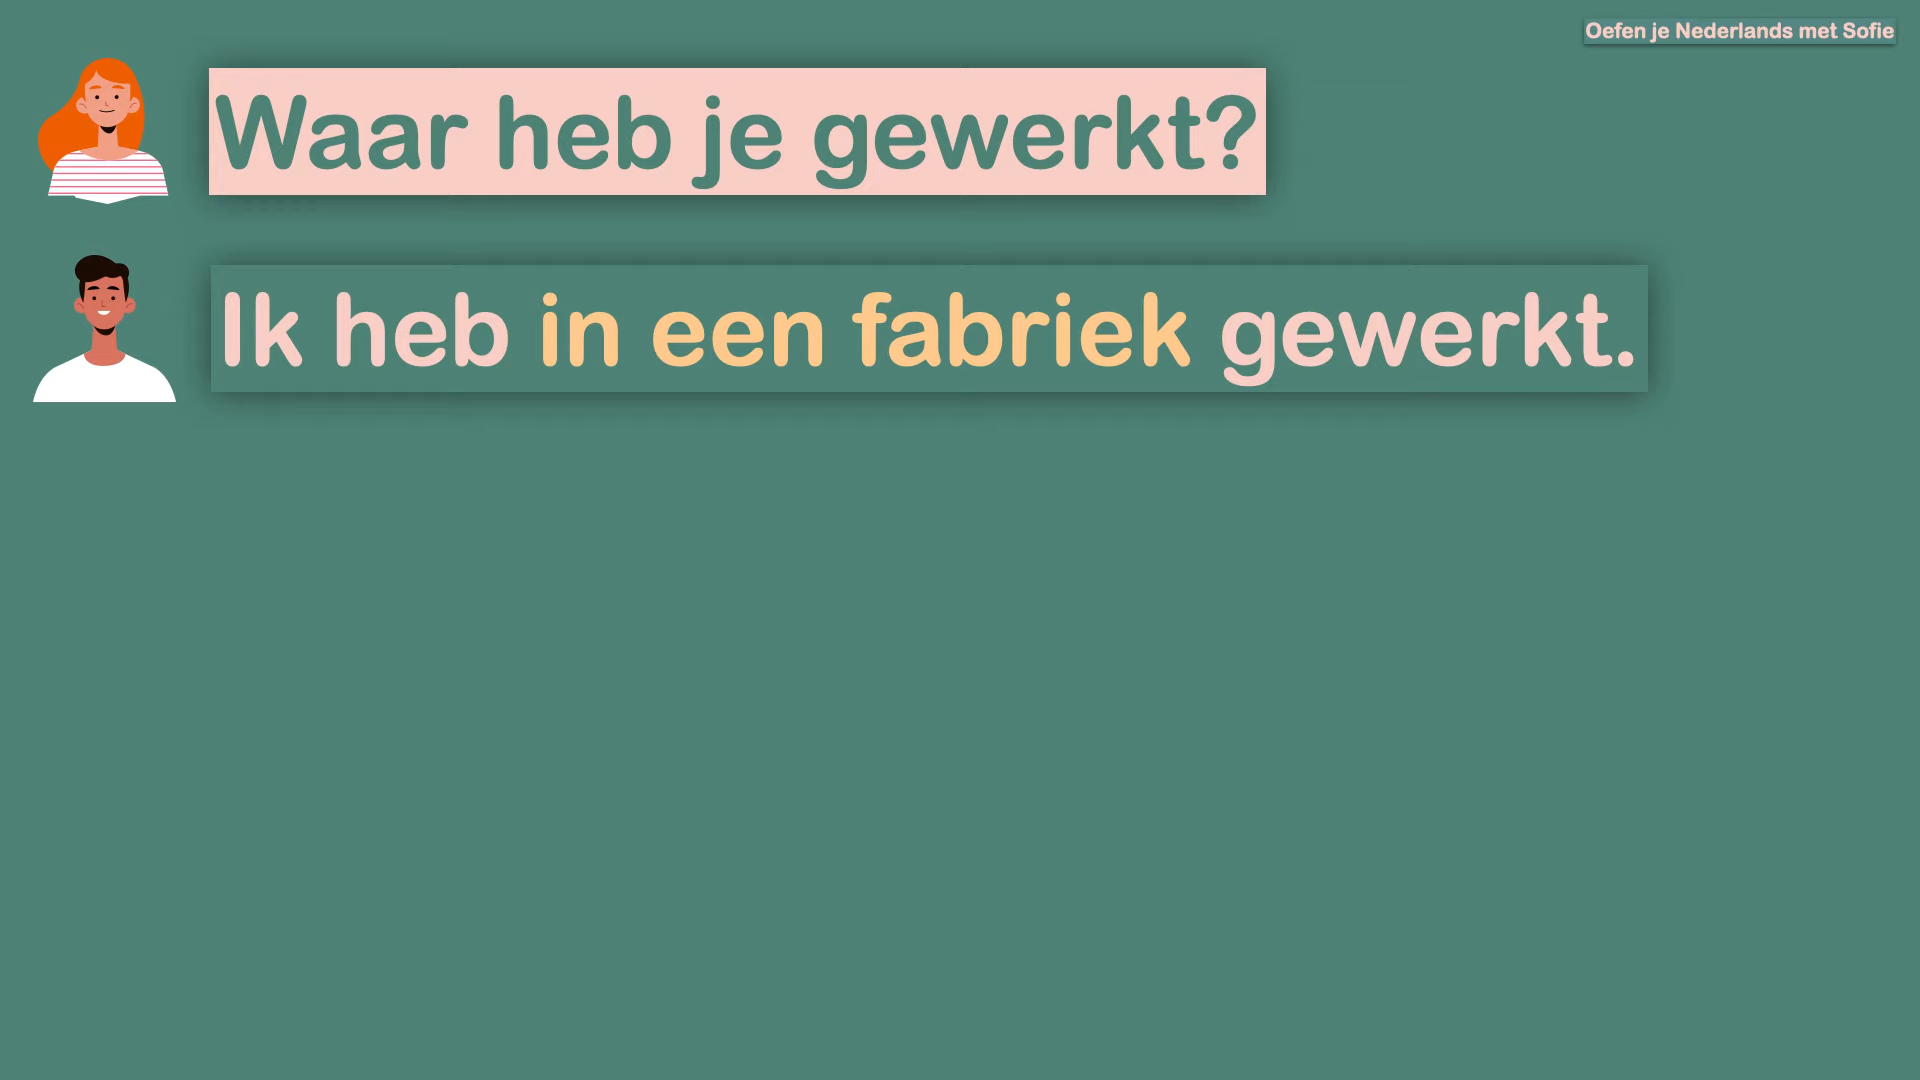 Oefen je Nederlands met Sofie
Waar heb je gewerkt?
Ik heb in een fabriek gewerkt.